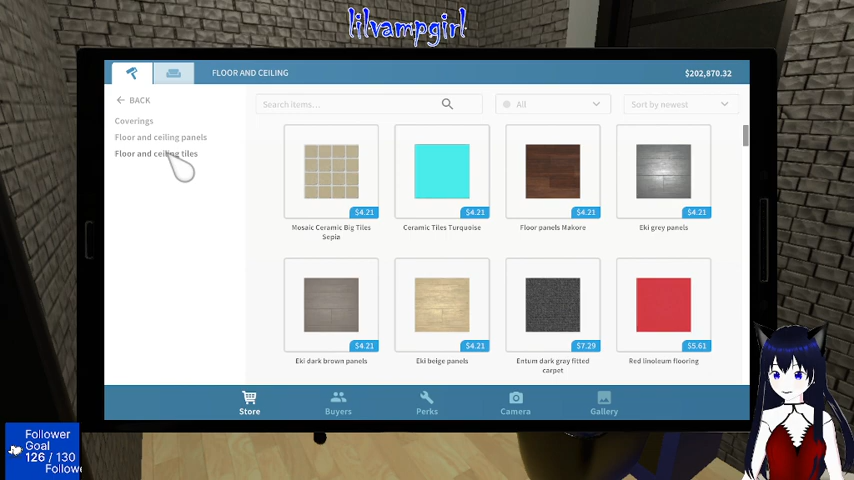 lilvampgirl
FLOOR AND CEILING
$202,870.32
BACK
Coverings
Floor and ceiling panels
Floor and ceiling tiles
Search items...
All
Sort by newest
$4.21
$4.21
$4.21
$4.21
Mosaic Ceramic Big Tiles
Sepia
Ceramic Tiles Turquoise
Floor panels Makore
Eki grey panels
$4.21
$4.21
$7.29
$5.61
Eki dark brown panels
Eki beige panels
Entum dark gray fitted
carpet
Red linoleum flooring
Store
Buyers
Perks
Camera
Gallery
Follower
Goal
126 / 130
Followe